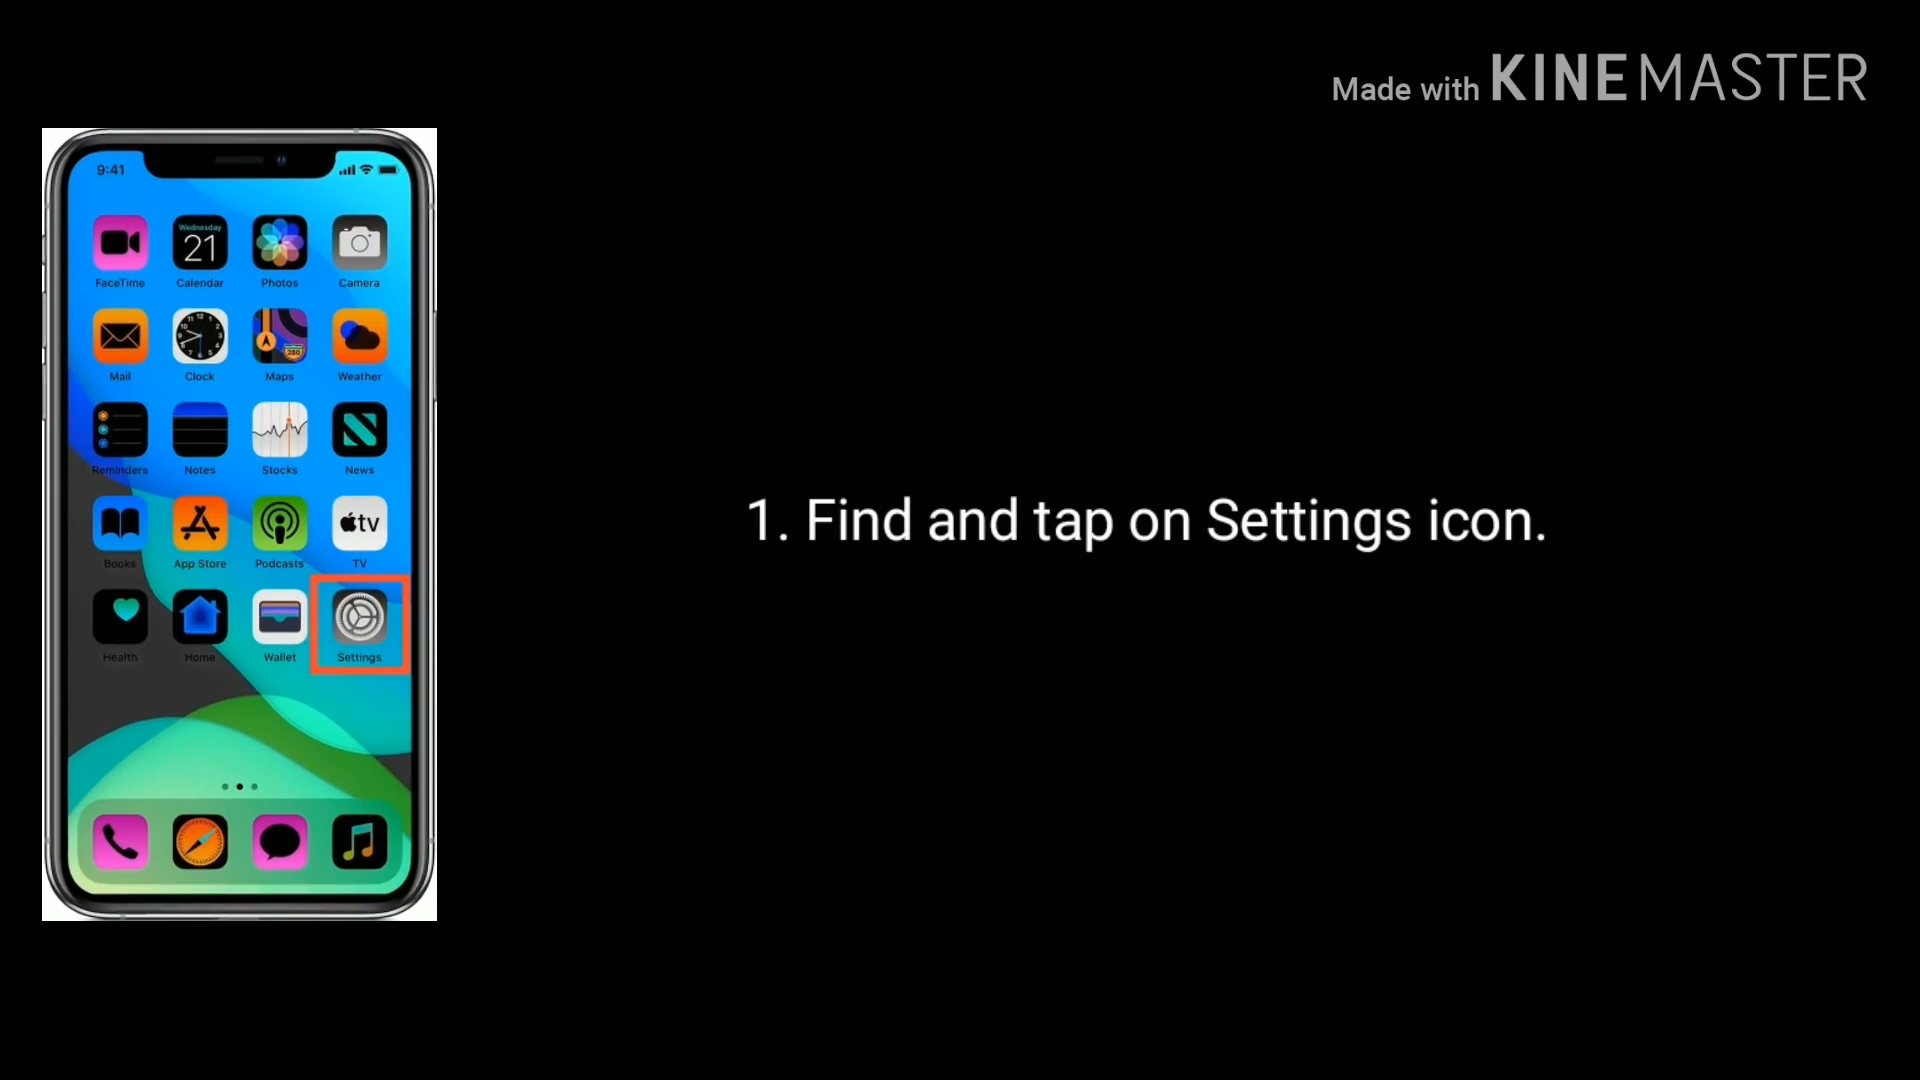 Made with KINEMASTER
9:41
Wednesday
21
FaceTime Calendar Photos Camera
280
Mail Clock Maps Weather
Reminders Notes Stocks News
tv
Books App Store Podcasts TV
Health Home Wallet Settings
1. Find and tap on Settings icon.